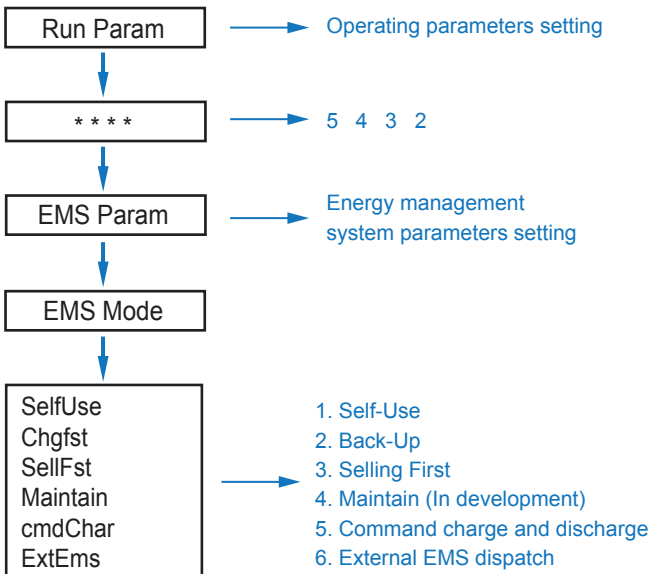 Run Param
Operating parameters setting
* * * *
5 4 3 2
EMS Param
Energy management
system parameters setting
EMS Mode
SelfUse
Chgfst
SellFst
Maintain
cmdChar
ExtEms
1. Self-Use
2. Back-Up
3. Selling First
4. Maintain (In development)
5. Command charge and discharge
6. External EMS dispatch